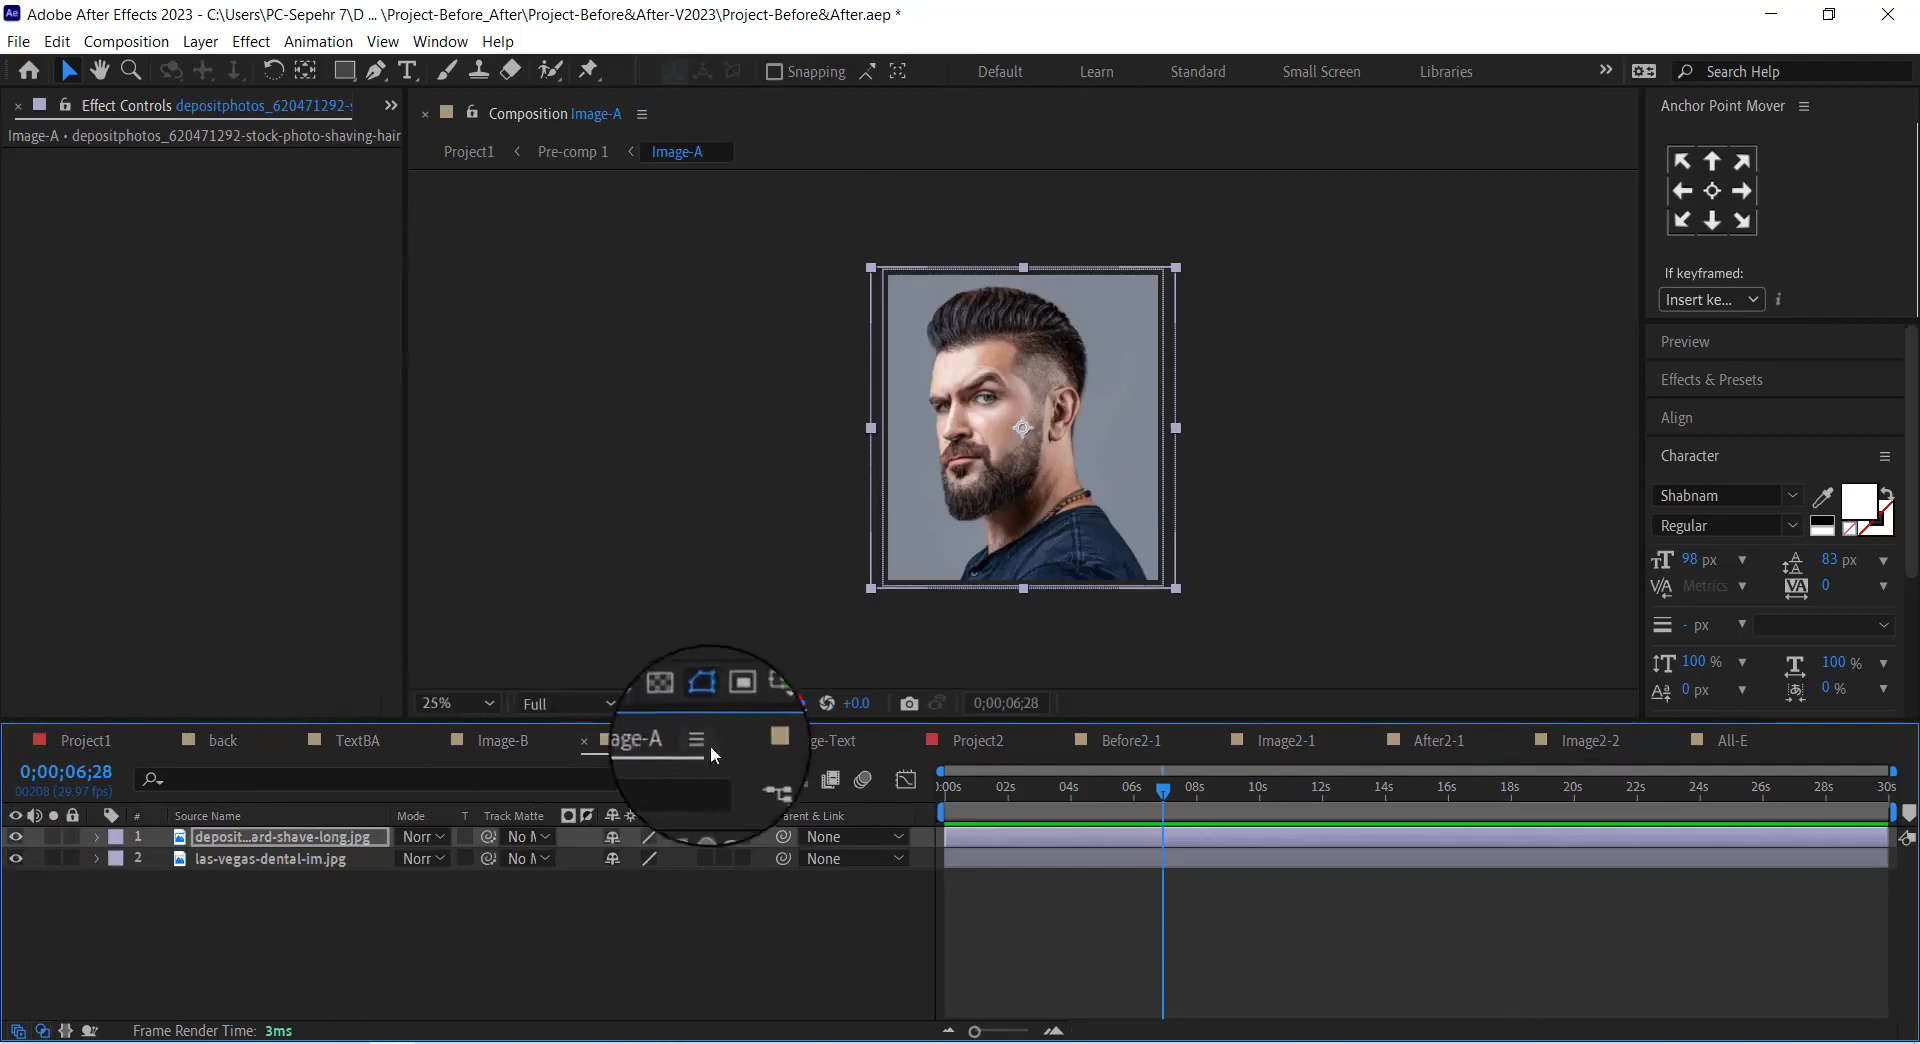 Adobe After Effects 2023 - C:\Users\PC-Sepehr 7\D ... \Project-Before_After\Project-Before&After-V2023\Project-Before&After.aep *
File Edit Composition Layer Effect Animation View Window Help
Snapping Default Learn Standard Small Screen Libraries Search Help
Effect Controls depositphotos_620471292-s
Image-A • depositphotos_620471292-stock-photo-shaving-hair
Composition Image-A
Project1 Pre-comp 1 Image-A
Anchor Point Mover
If keyframed:
Insert ke...
Preview
Effects & Presets
Align
Character
Shabnam
Regular
98 px 83 px
Metrics 0
- px
100 % 100 %
0 px 0 %
25% Full +0.0 0;00;06;28
Project1 back TextBA Image-B age-A ge-Text Project2 Before2-1 Image2-1 After2-1 Image2-2 All-E
0;00;06;28
00208 (29.97 fps)
):00s 02s 04s 06s 08s 10s 12s 14s 16s 18s 20s 22s 24s 26s 28s 30s
# Source Name Mode T Track Matte arent & Link
1 deposit...ard-shave-long.jpg Norr No M None
2 las-vegas-dental-im.jpg Norr No M None
Frame Render Time: 3ms